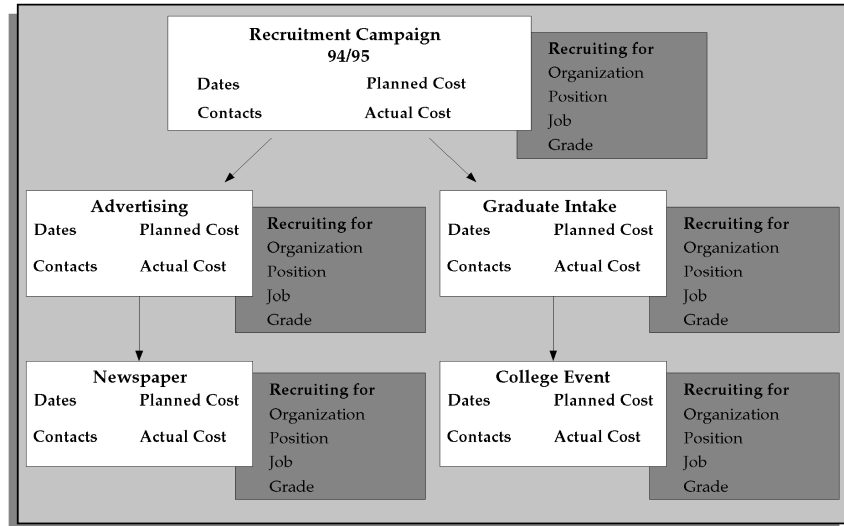 Recruitment Campaign
94/95
Dates Planned Cost
Contacts Actual Cost
Recruiting for
Organization
Position
Job
Grade
Advertising
Dates Planned Cost
Contacts Actual Cost
Recruiting for
Organization
Position
Job
Grade
Graduate Intake
Dates Planned Cost
Contacts Actual Cost
Recruiting for
Organization
Position
Job
Grade
Newspaper
Dates Planned Cost
Contacts Actual Cost
Recruiting for
Organization
Position
Job
Grade
College Event
Dates Planned Cost
Contacts Actual Cost
Recruiting for
Organization
Position
Job
Grade